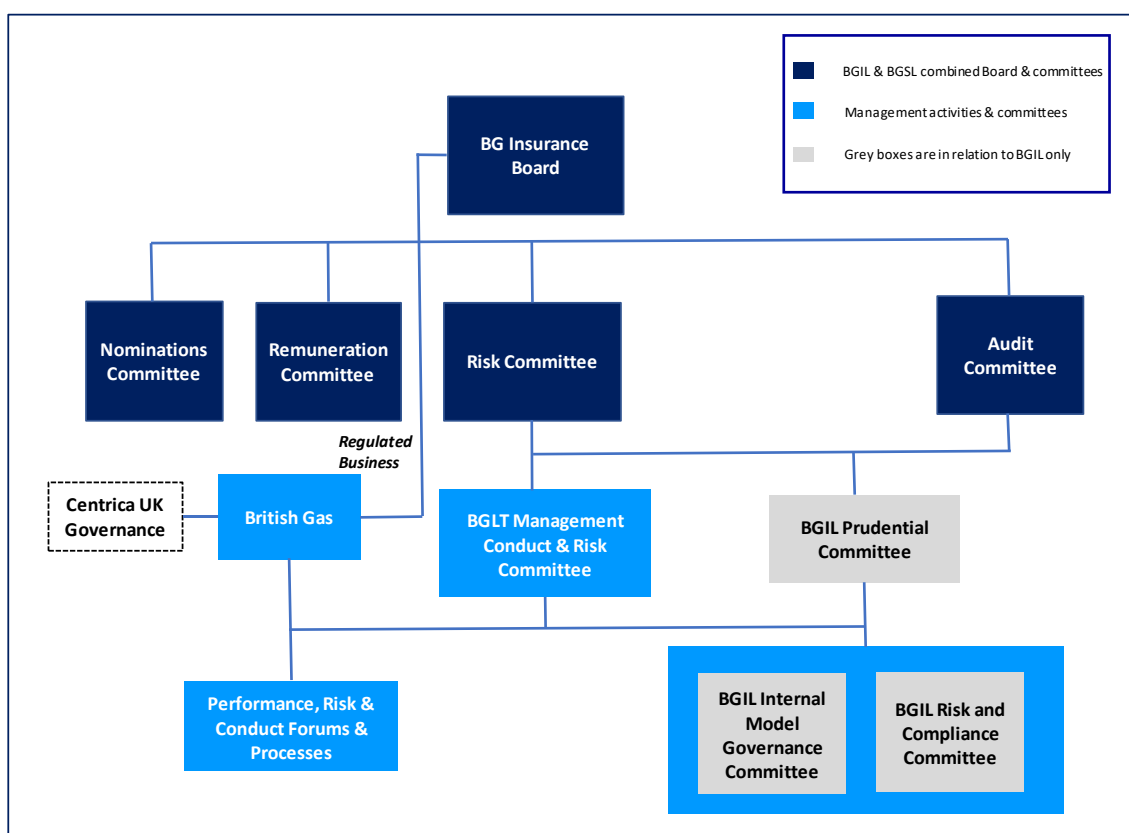 BGIL & BGSL combined Board & committees
Management activities & committees
Grey boxes are in relation to BGIL only
BG Insurance
Board
Nominations
Committee
Remuneration
Committee
Risk Committee
Audit
Committee
Regulated
Business
Centrica UK
Governance
British Gas
BGLT Management
Conduct & Risk
Committee
BGIL Prudential
Committee
Performance, Risk &
Conduct Forums &
Processes
BGIL Internal
Model
Governance
Committee
BGIL Risk and
Compliance
Committee